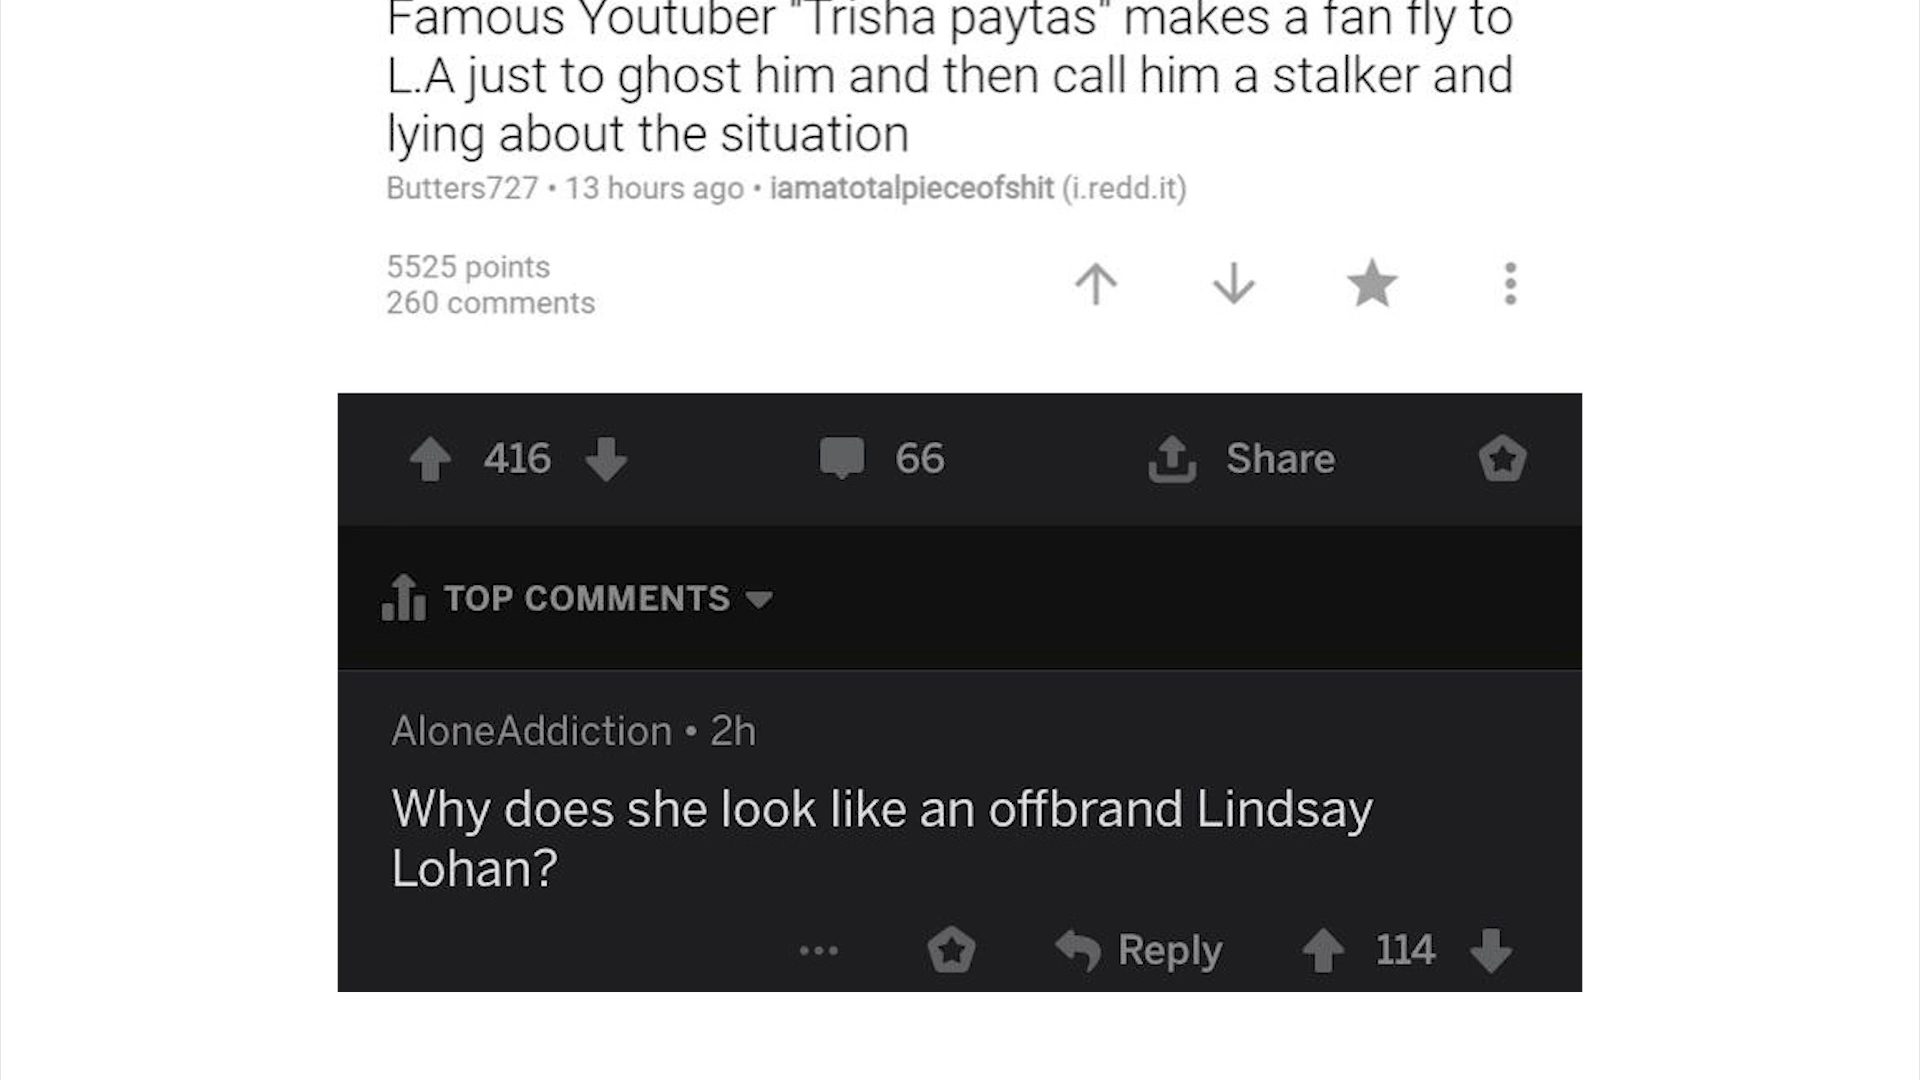 Famous Youtuber "Trisha paytas" makes a fan fly to
L.A just to ghost him and then call him a stalker and
lying about the situation
Butters727 • 13 hours ago • iamatotalpieceofshit (i.redd.it)
5525 points
260 comments
416 66 Share
TOP COMMENTS
AloneAddiction • 2h
Why does she look like an offbrand Lindsay
Lohan?
Reply 114